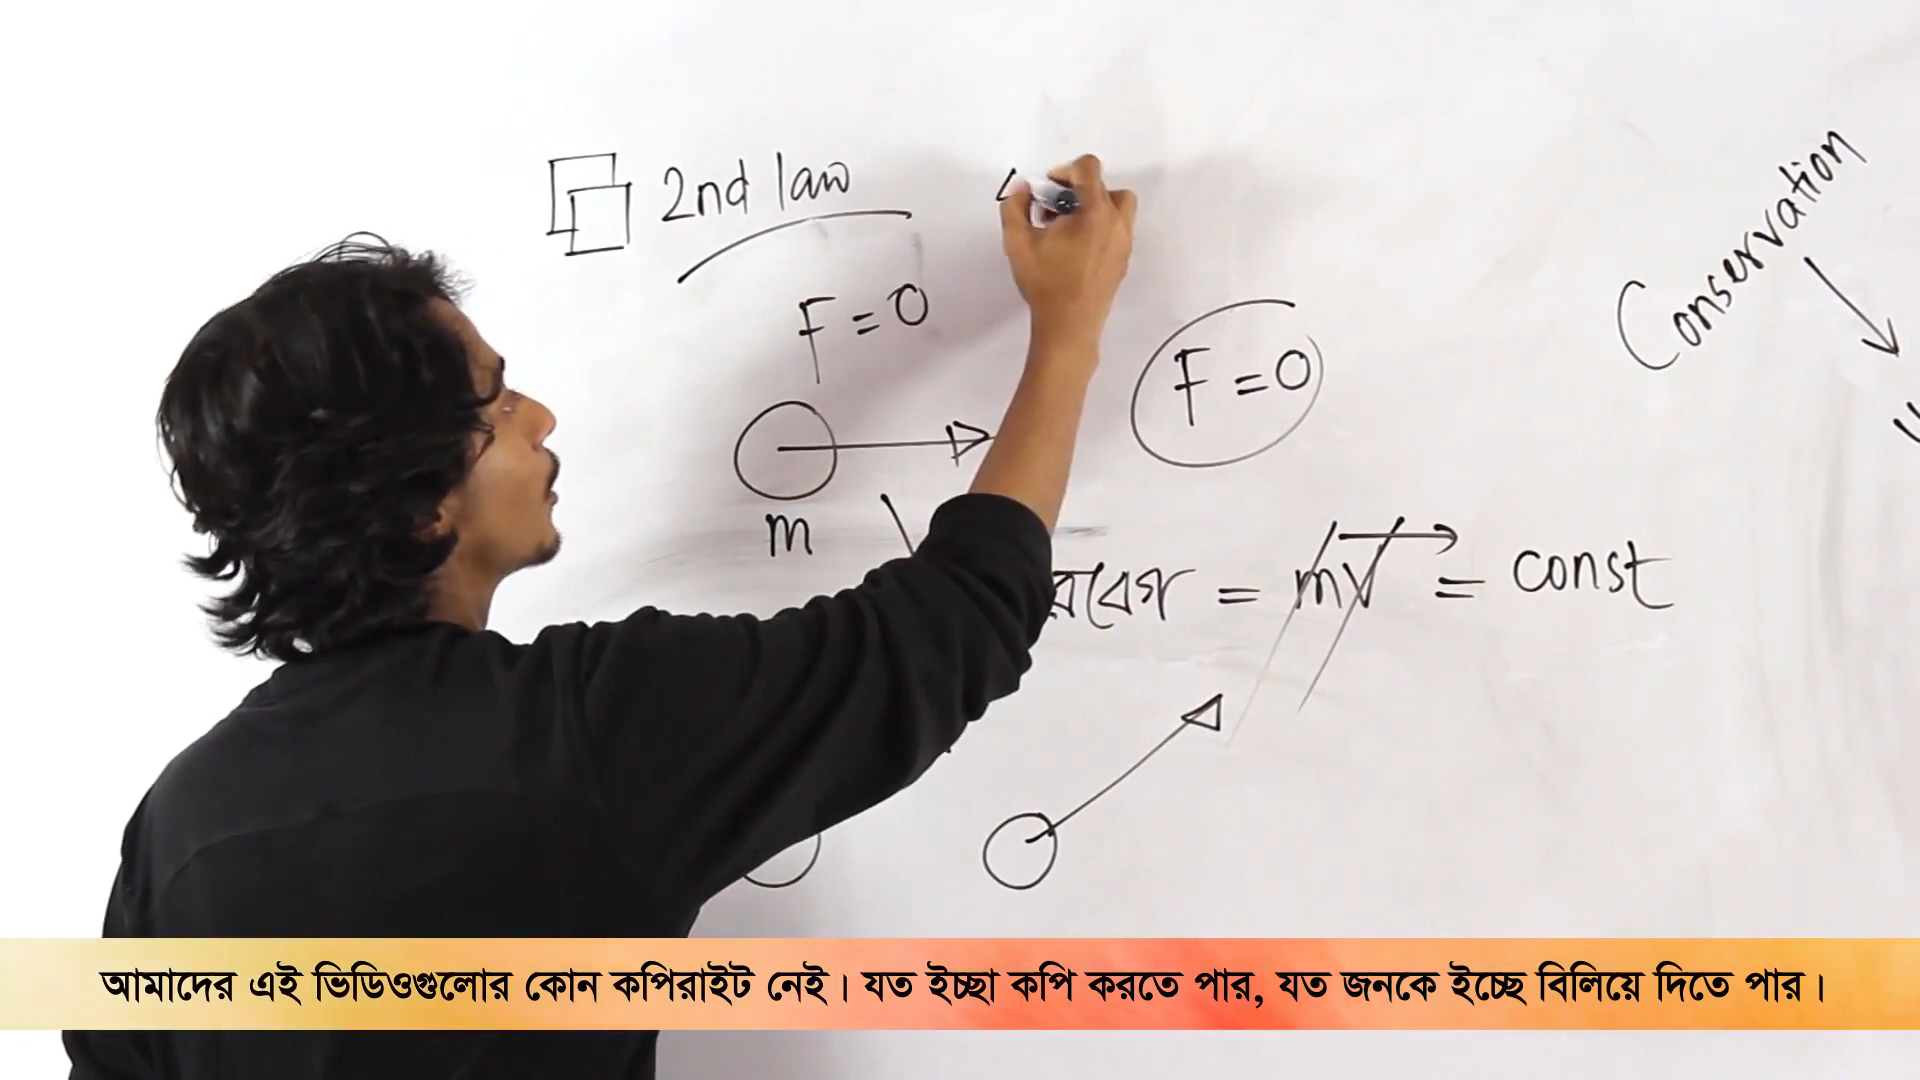 2nd law
F = 0
F = 0
Conservation
m
রবেগ = mv = const
আমাদের এই ভিডিওগুলোর কোন কপিরাইট নেই। যত ইচ্ছা কপি করতে পার, যত জনকে ইচ্ছে বিলিয়ে দিতে পার।